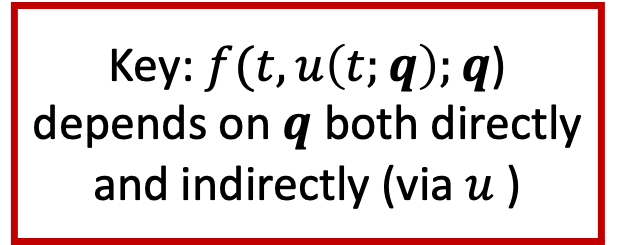 Key: f(t, u(t; q); q)
depends on q both directly
and indirectly (via u )